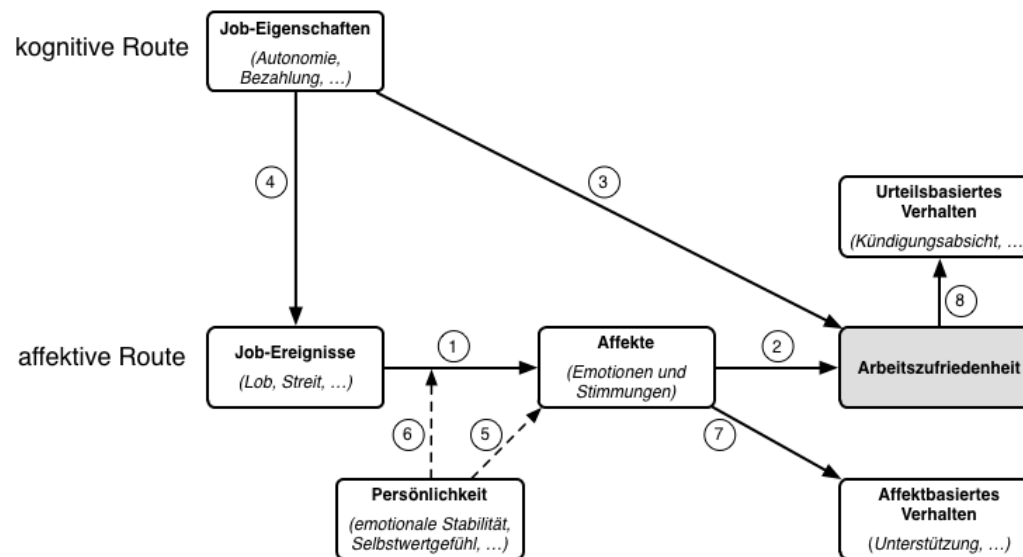 kognitive Route
Job-Eigenschaften
(Autonomie,
Bezahlung, …)
4
3
Urteilsbasiertes
Verhalten
(Kündigungsabsicht, …
8
affektive Route
Job-Ereignisse
(Lob, Streit, …)
1
Affekte
(Emotionen und
Stimmungen)
2
Arbeitszufriedenheit
6
5
7
Persönlichkeit
(emotionale Stabilität,
Selbstwertgefühl, …)
Affektbasiertes
Verhalten
(Unterstützung, …)